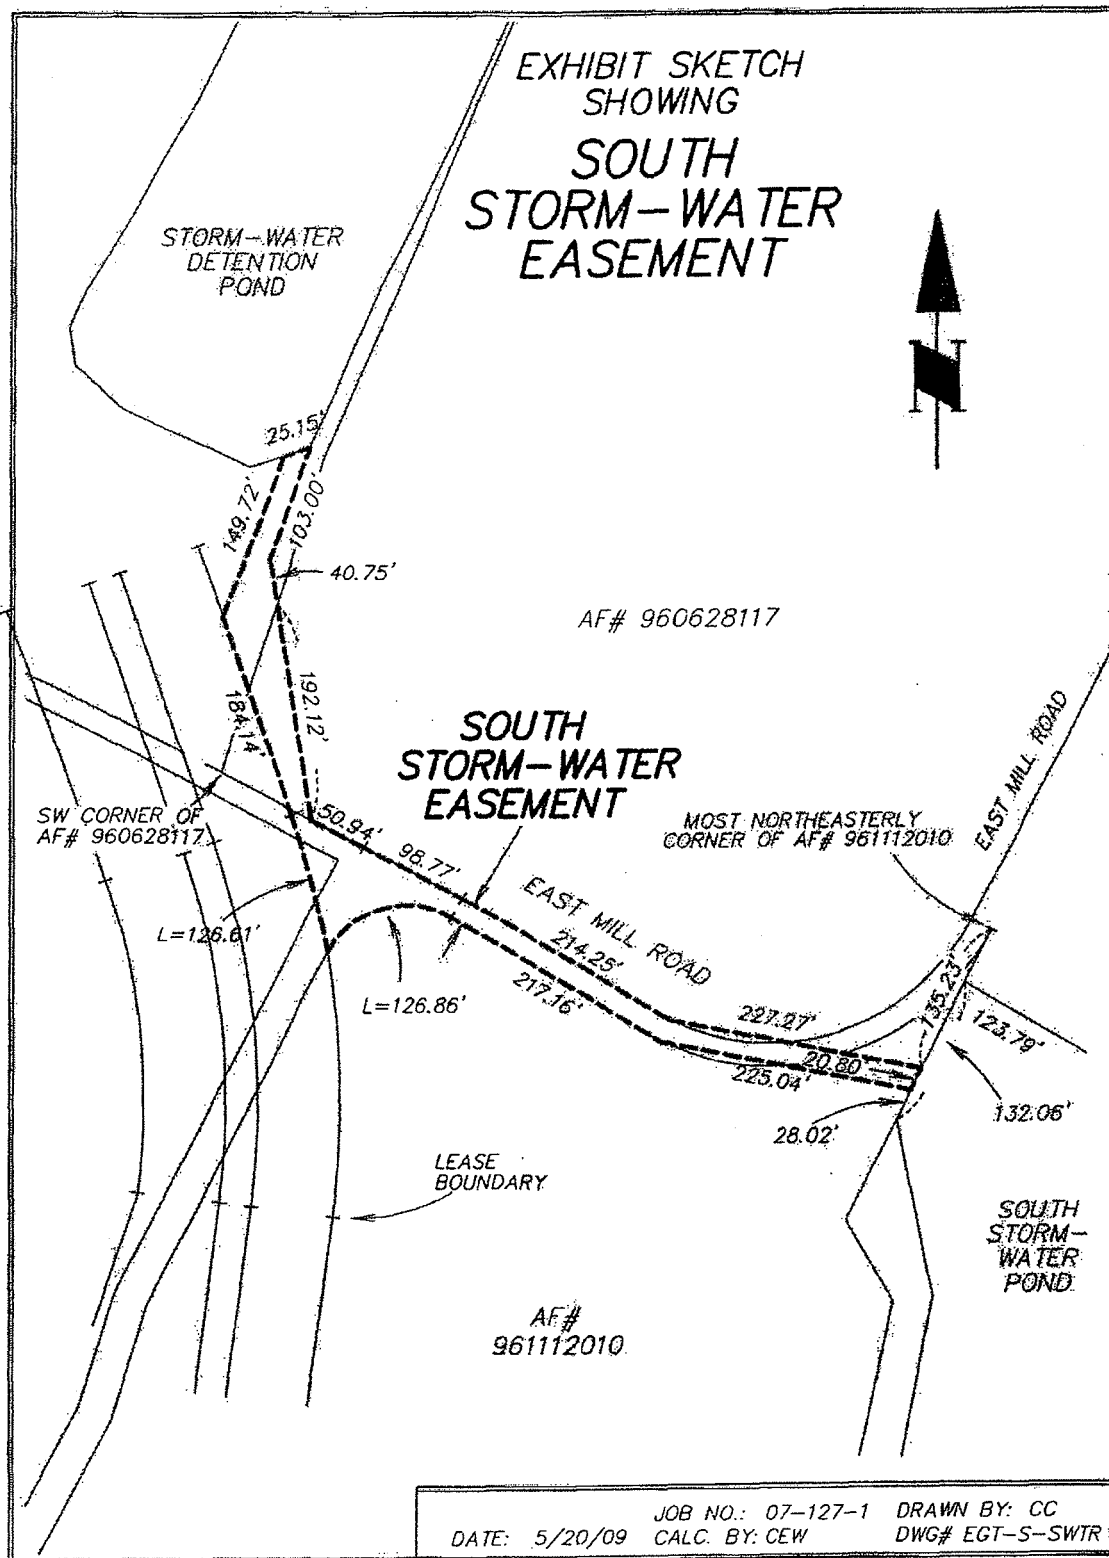 EXHIBIT SKETCH
SHOWING
SOUTH
STORM-WATER
EASEMENT
STORM-WATER
DETENTION
POND
N
25.15'
149.72'
103.00'
40.75'
AF# 960628117
192.12'
184.14'
SOUTH
STORM-WATER
EASEMENT
EAST MILL ROAD
SW CORNER OF
AF# 960628117
50.94'
98.77'
MOST NORTHEASTERLY
CORNER OF AF# 961112010
EAST MILL ROAD
L=126.61'
214.25'
L=126.86'
217.16'
227.27'
135.23'
123.79'
20.80'
225.04'
28.02'
132.06'
LEASE
BOUNDARY
SOUTH
STORM-
WATER
POND
AF#
961112010
JOB NO.: 07-127-1 DRAWN BY: CC
DATE: 5/20/09 CALC. BY: CEW DWG# EGT-S-SWTR